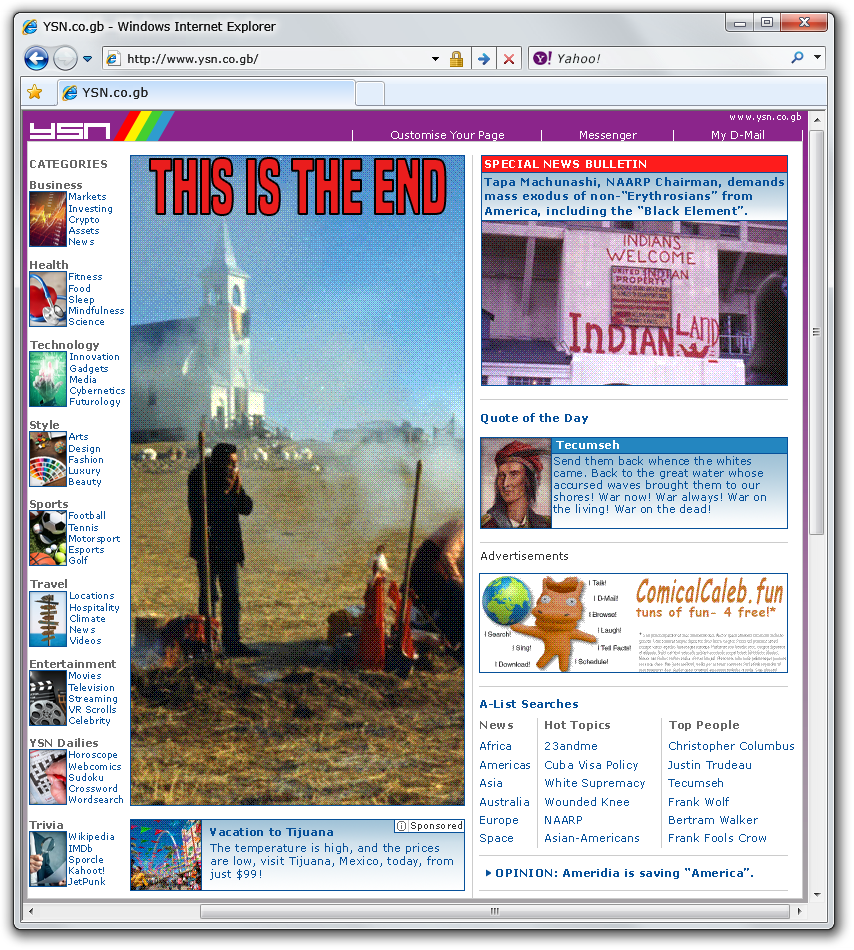 YSN.co.gb - Windows Internet Explorer
http://www.ysn.co.gb/
Yahoo!
YSN.co.gb
www.ysn.co.gb
YSN
Customise Your Page
Messenger
My D-Mail
CATEGORIES
Business
Markets
Investing
Crypto
Assets
News
Health
Fitness
Food
Sleep
Mindfulness
Science
Technology
Innovation
Gadgets
Media
Cybernetics
Futurology
Style
Arts
Design
Fashion
Luxury
Beauty
Sports
Football
Tennis
Motorsport
Esports
Golf
Travel
Locations
Hospitality
Climate
News
Videos
Entertainment
Movies
Television
Streaming
VR Scrolls
Celebrity
YSN Dailies
Horoscope
Webcomics
Sudoku
Crossword
Wordsearch
Trivia
Wikipedia
IMDb
Sporcle
Kahoot!
JetPunk
THIS IS THE END
Sponsored
Vacation to Tijuana
The temperature is high, and the prices
are low, visit Tijuana, Mexico, today, from
just $99!
SPECIAL NEWS BULLETIN
Tapa Machunashi, NAARP Chairman, demands
mass exodus of non-“Erythrosians” from
America, including the “Black Element”.
INDIANS
WELCOME
UNITED INDIAN
PROPERTY
INDIAN LAND
Quote of the Day
Tecumseh
Send them back whence the whites
came. Back to the great water whose
accursed waves brought them to our
shores! War now! War always! War on
the living! War on the dead!
Advertisements
I Talk!
I D-Mail!
I Browse!
I Laugh!
I Tell Facts!
I Schedule!
I Search!
I Sing!
I Download!
ComicalCaleb.fun
tuns of fun- 4 free!*
A-List Searches
News
Africa
Americas
Asia
Australia
Europe
Space
Hot Topics
23andme
Cuba Visa Policy
White Supremacy
Wounded Knee
NAARP
Asian-Americans
Top People
Christopher Columbus
Justin Trudeau
Tecumseh
Frank Wolf
Bertram Walker
Frank Fools Crow
OPINION: Ameridia is saving “America”.